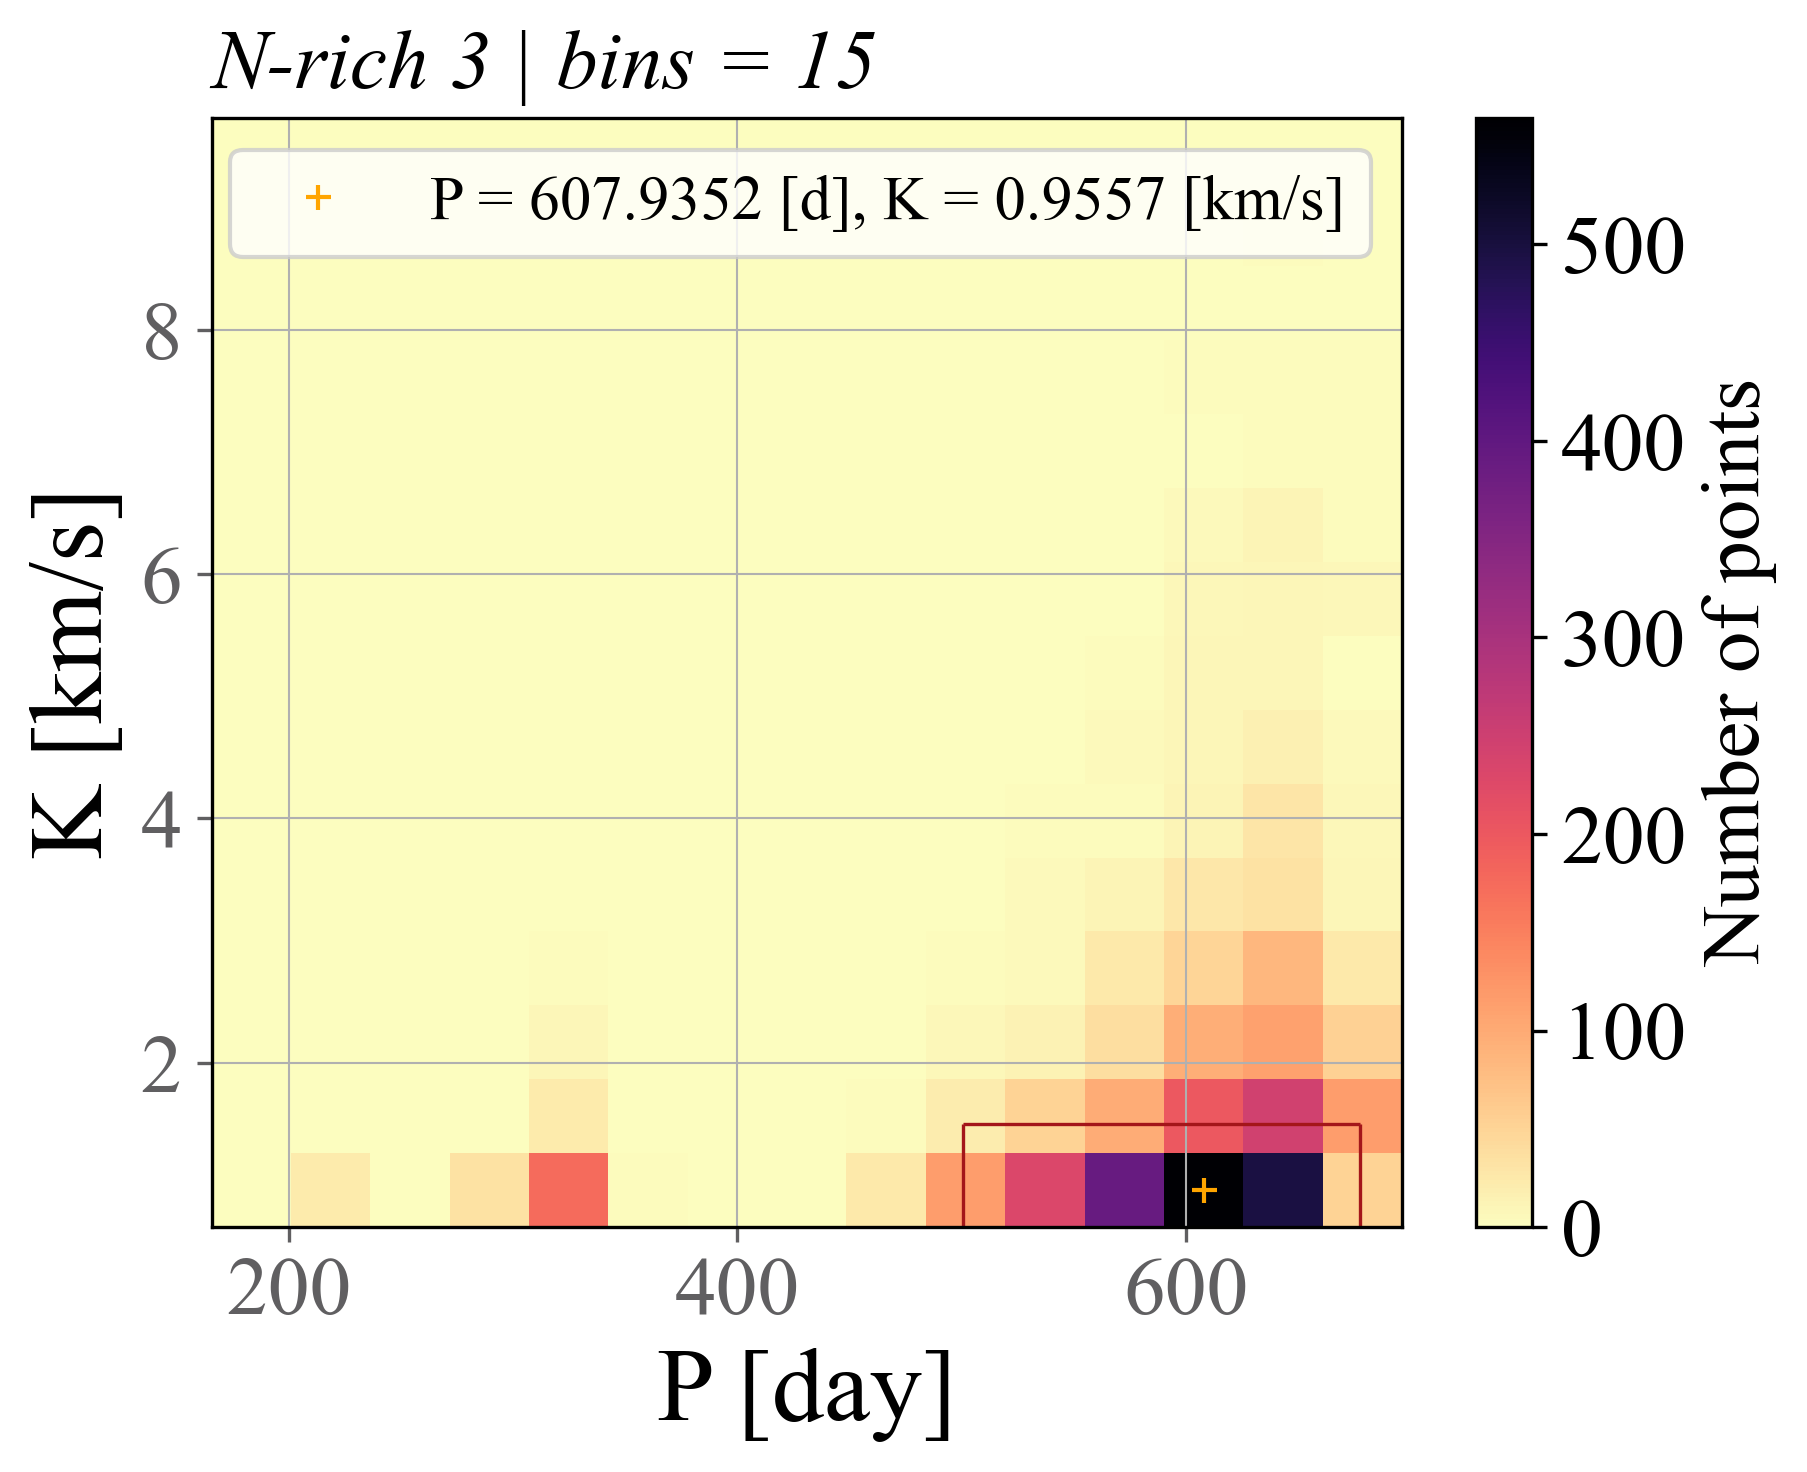 N-rich 3 | bins = 15
P = 607.9352 [d], K = 0.9557 [km/s]
K [km/s]
8
6
4
2
200 400 600
P [day]
500
400
300
200
100
0
Number of points